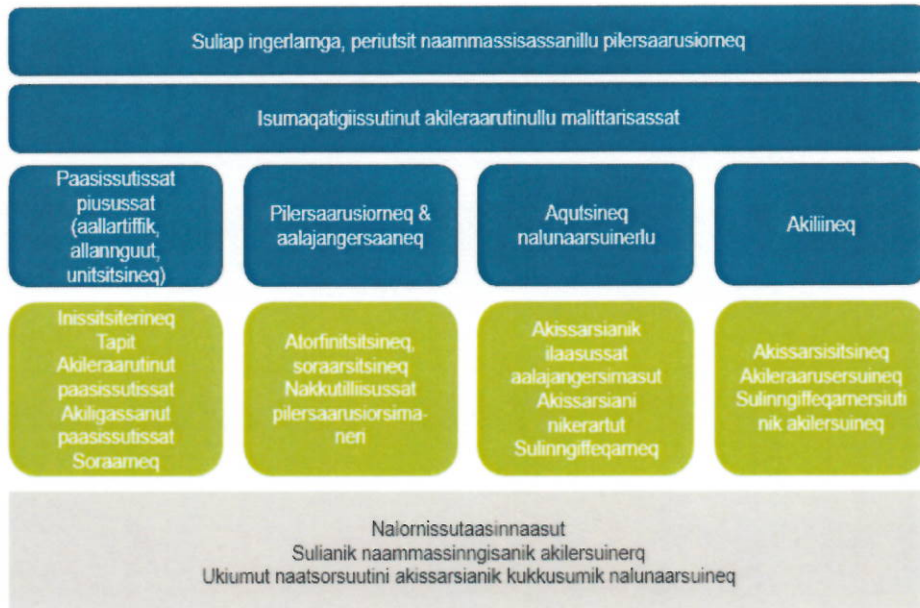 Suliap ingerlarnga, periutsit naammassisassanillu pilersaarusiorneq
Isumaqatigiissutinut akileraarutinullu malittarisassat
Paasissutissat
piusussat
(aallartiffik,
allannguut,
unitsitsineq)
Pilersaarusiorneq &
aalajangersaaneq
Aqutsineq
nalunaarsuinerlu
Akiliineq
Inissitsiterineq
Tapit
Akileraarutinut
paasissutissat
Akiligassanut
paasissutissat
Soraarneq
Atorfinitsitsineq,
soraarsitsineq
Nakkutilliisussat
pilersaarusiorsima-
neri
Akissarsianik
ilaasussat
aalajangersimasut
Akissarsiani
nikerartut
Sulinngiffeqarneq
Akissarsisitsineq
Akileraarusersuineq
Sulinngiffeqarnersiuti
nik akilersuineq
Nalornissutaasinnaasut
Sulianik naammassinngisanik akilersuinerq
Ukiumut naatsorsuutini akissarsianik kukkusumik nalunaarsuineq